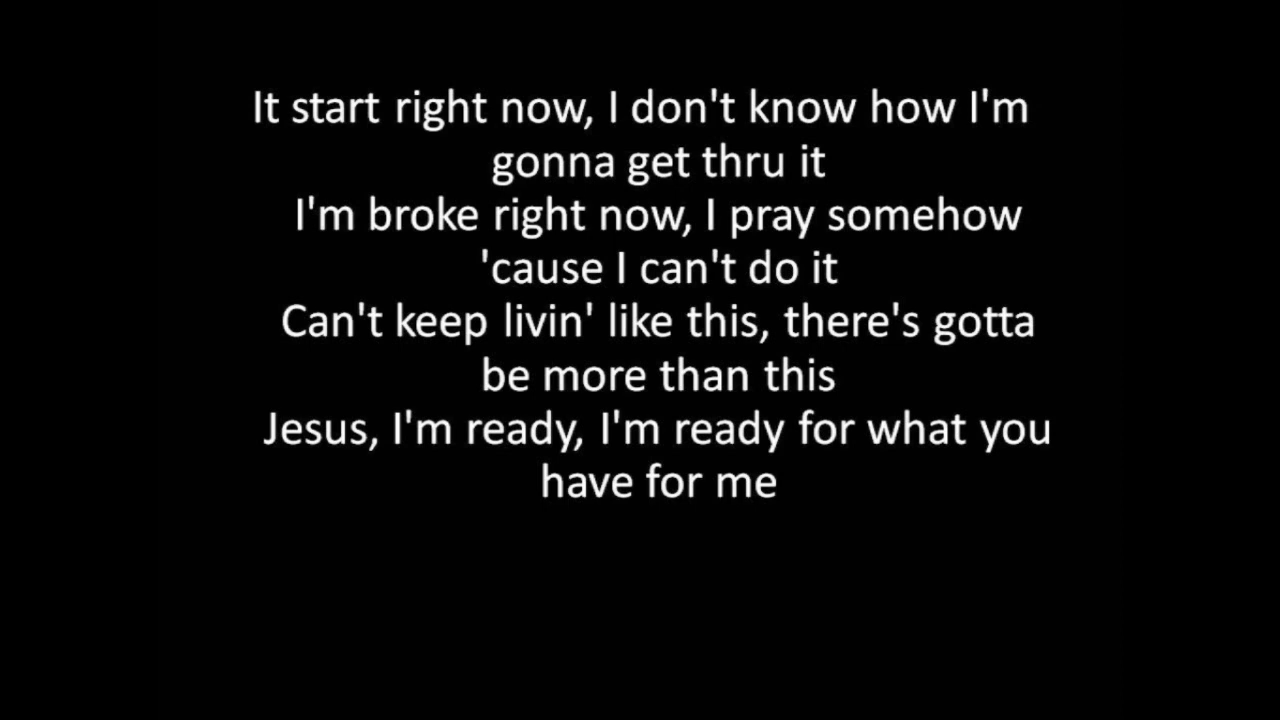 It start right now, I don't know how I'm
gonna get thru it
I'm broke right now, I pray somehow
'cause I can't do it
Can't keep livin' like this, there's gotta
be more than this
Jesus, I'm ready, I'm ready for what you
have for me